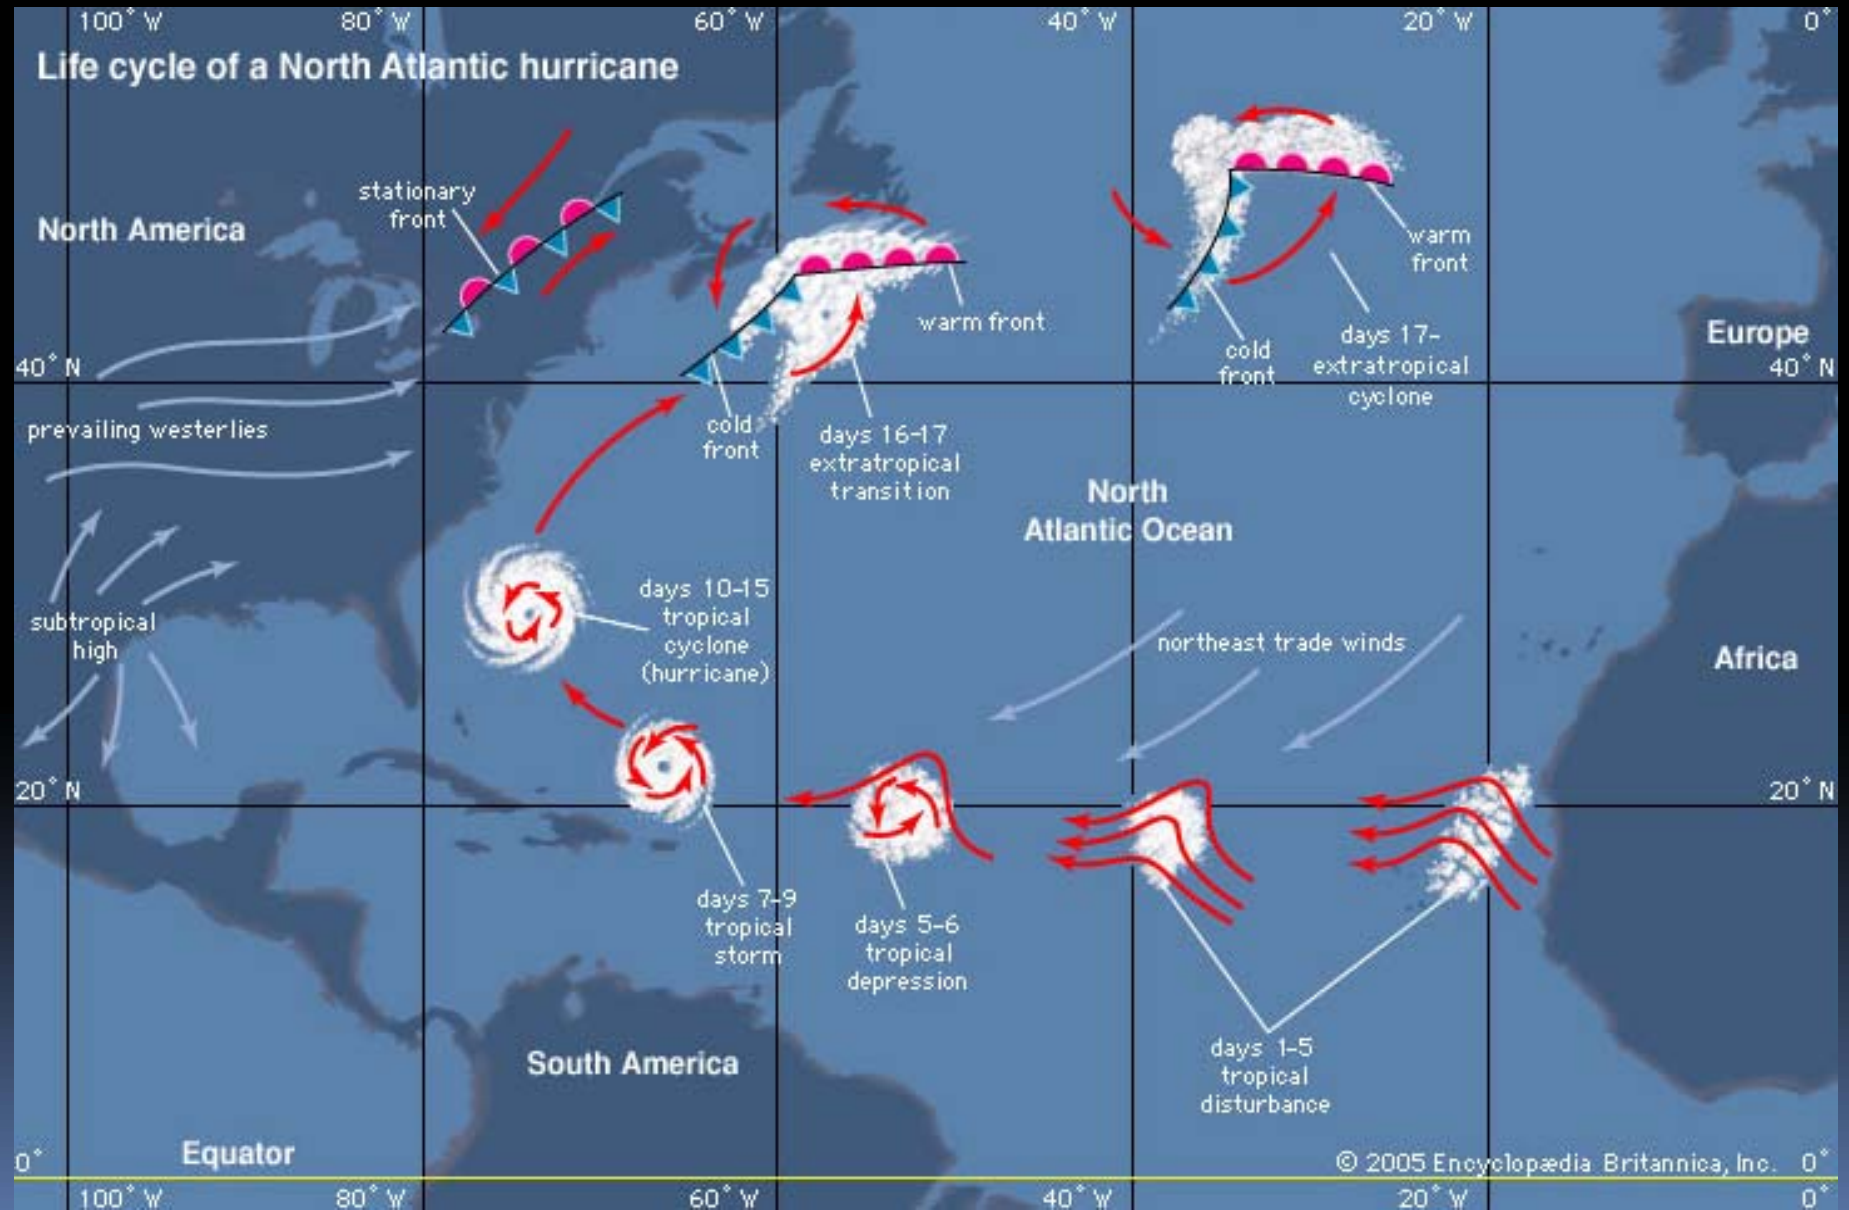 100° W 80° W 60° W 40° W 20° W 0°
Life cycle of a North Atlantic hurricane
stationary
front
North America
warm
front
warm front
Europe
cold
front
days 17-
extratropical
cyclone
40° N 40° N
prevailing westerlies
cold
front
days 16-17
extratropical
transition
North
Atlantic Ocean
days 10-15
tropical
cyclone
(hurricane)
subtropical
high
northeast trade winds
Africa
20° N 20° N
days 7-9
tropical
storm
days 5-6
tropical
depression
days 1-5
tropical
disturbance
South America
Equator
© 2005 Encyclopædia Britannica, Inc.
0° 0°
100° W 80° W 60° W 40° W 20° W 0°